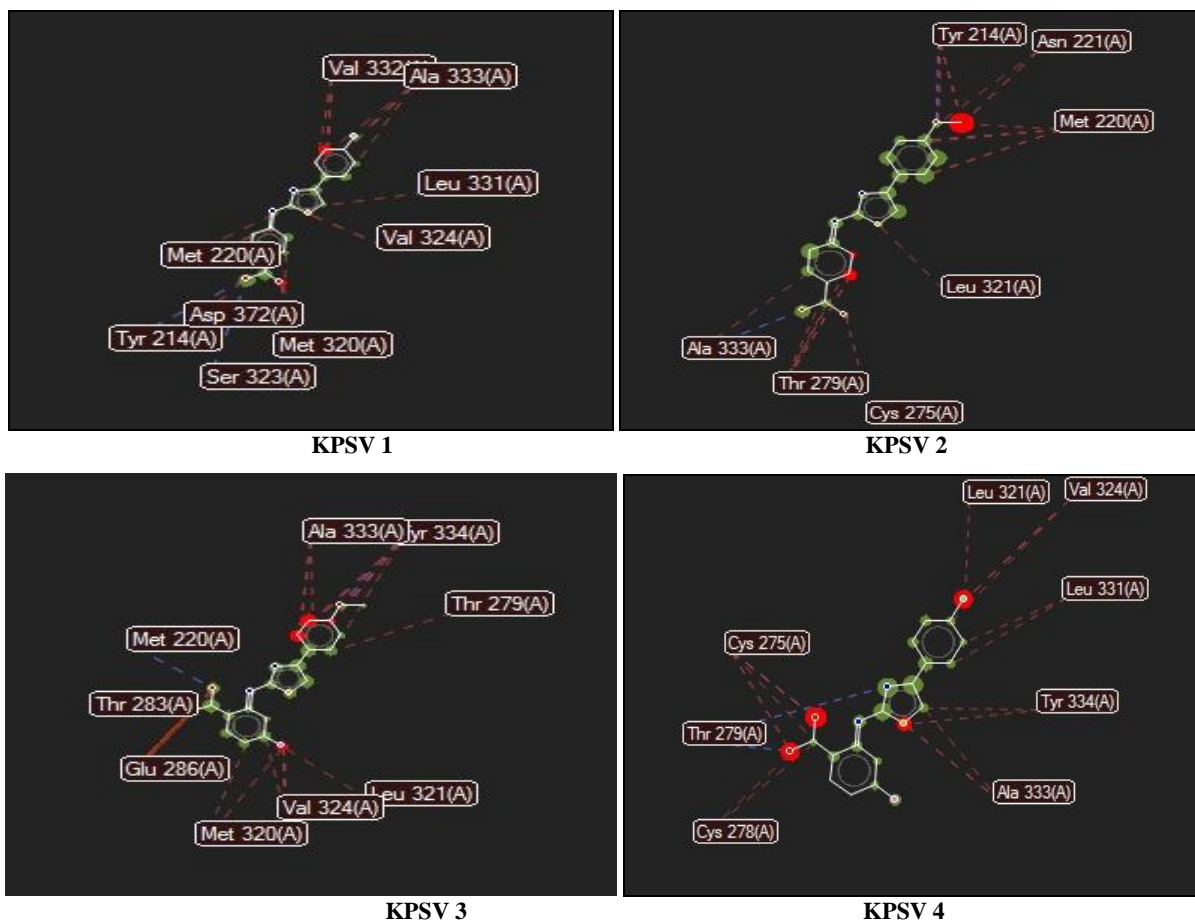 Val 332(A)
Ala 333(A)
Leu 331(A)
Val 324(A)
Met 220(A)
Asp 372(A)
Tyr 214(A)
Met 320(A)
Ser 323(A)
KPSV 1
Tyr 214(A)
Asn 221(A)
Met 220(A)
Leu 321(A)
Ala 333(A)
Thr 279(A)
Cys 275(A)
KPSV 2
Ala 333(A)
Tyr 334(A)
Thr 279(A)
Met 220(A)
Thr 283(A)
Glu 286(A)
Leu 321(A)
Val 324(A)
Met 320(A)
KPSV 3
Leu 321(A)
Val 324(A)
Leu 331(A)
Cys 275(A)
Tyr 334(A)
Thr 279(A)
Ala 333(A)
Cys 278(A)
KPSV 4